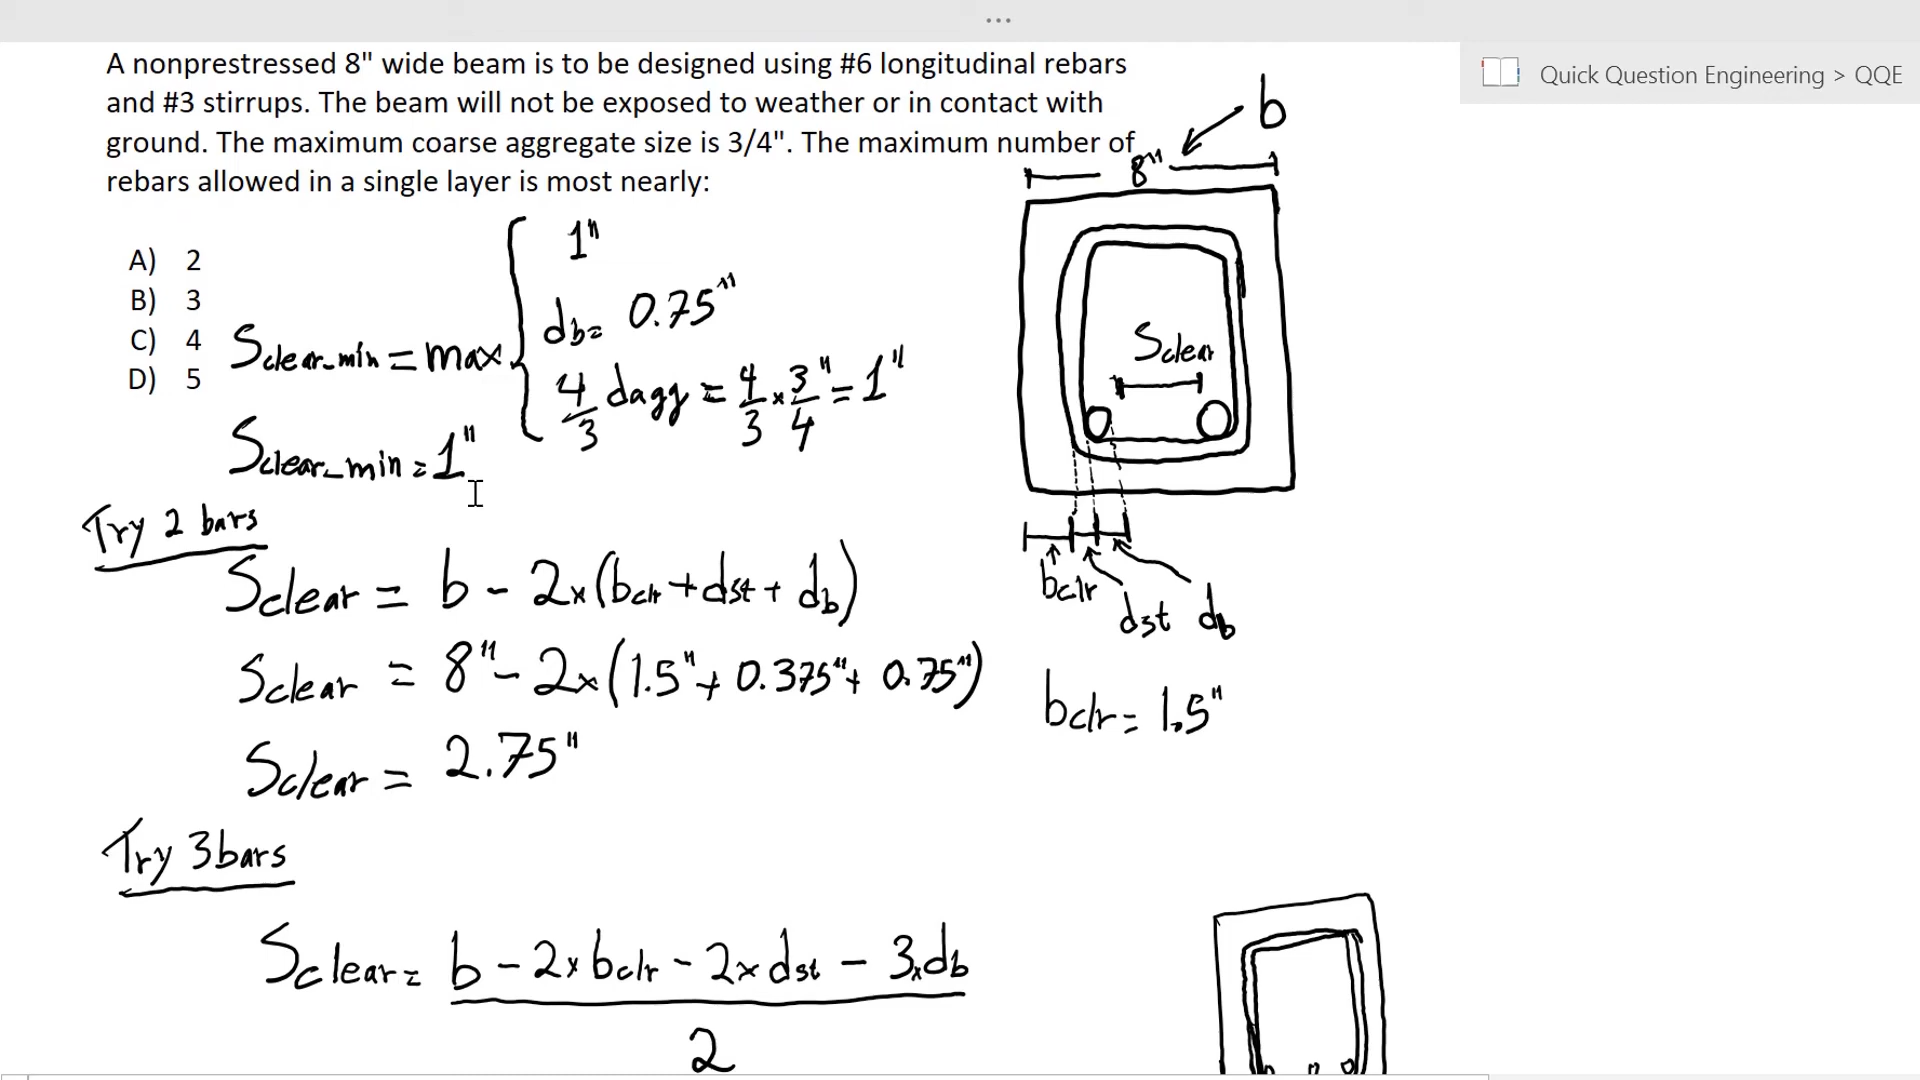 ...
Quick Question Engineering > QQE
A nonprestressed 8" wide beam is to be designed using #6 longitudinal rebars
and #3 stirrups. The beam will not be exposed to weather or in contact with
ground. The maximum coarse aggregate size is 3/4". The maximum number of
rebars allowed in a single layer is most nearly:
A) 2
B) 3
C) 4
D) 5
b
8"
Sclear_min = max { 1"
db= 0.75"
4/3 dagg = 4/3 x 3/4" = 1"
Sclear_min = 1"
Sclear
Try 2 bars
Sclear = b - 2x(bclr + dst + db)
Sclear = 8" - 2x(1.5" + 0.375" + 0.75")
Sclear = 2.75"
bclr
dst db
bclr = 1.5"
Try 3 bars
Sclear = b - 2x bclr - 2x dst - 3xdb
2